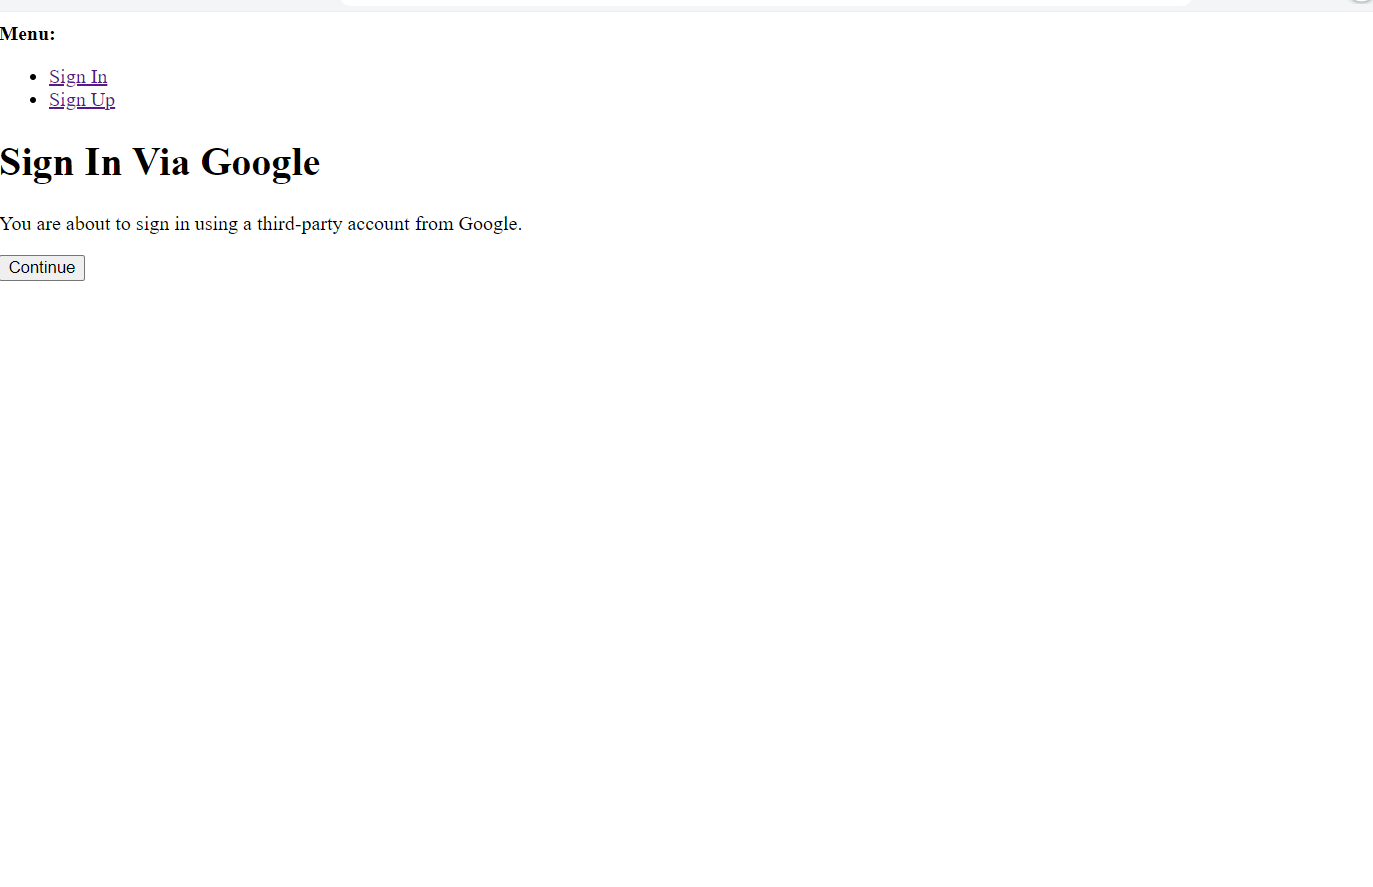 Menu:
Sign In
Sign Up
Sign In Via Google
You are about to sign in using a third-party account from Google.
Continue